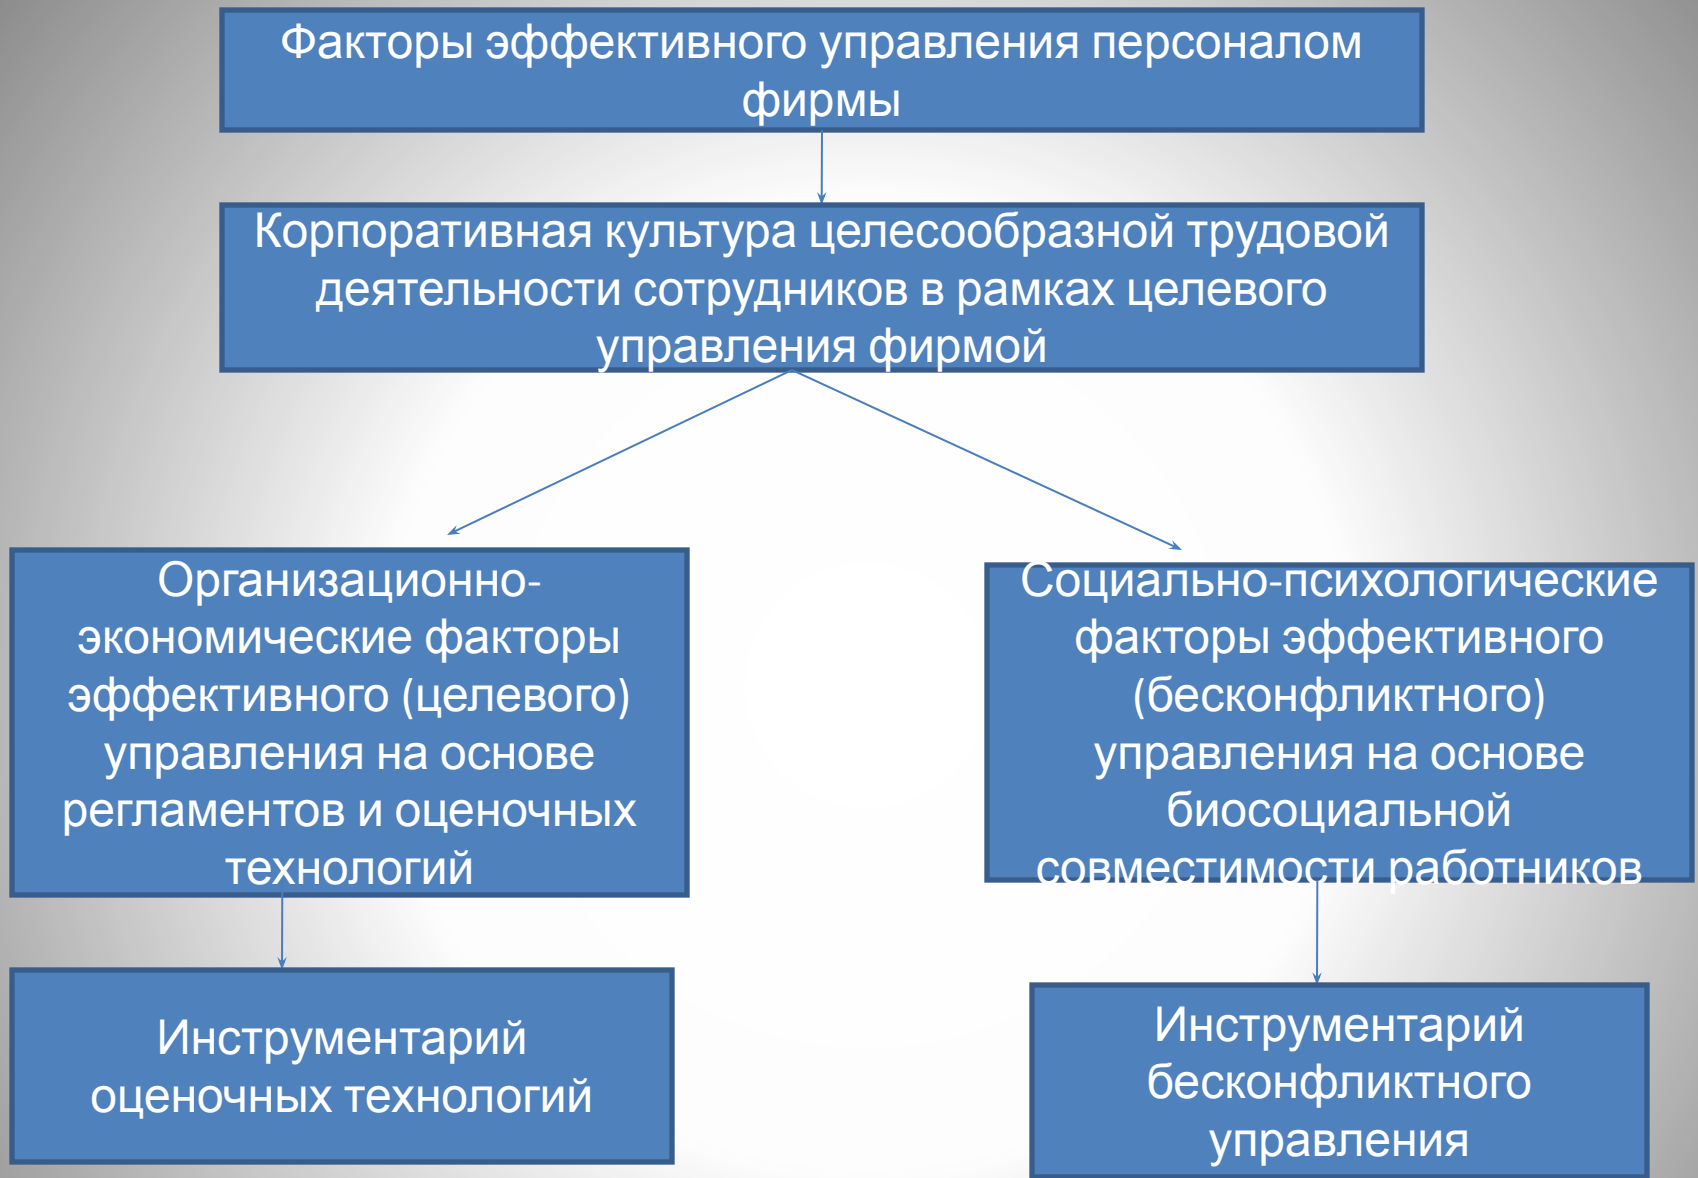 Факторы эффективного управления персоналом
фирмы
Корпоративная культура целесообразной трудовой
деятельности сотрудников в рамках целевого
управления фирмой
Организационно-
экономические факторы
эффективного (целевого)
управления на основе
регламентов и оценочных
технологий
Социально-психологические
факторы эффективного
(бесконфликтного)
управления на основе
биосоциальной
совместимости работников
Инструментарий
оценочных технологий
Инструментарий
бесконфликтного
управления